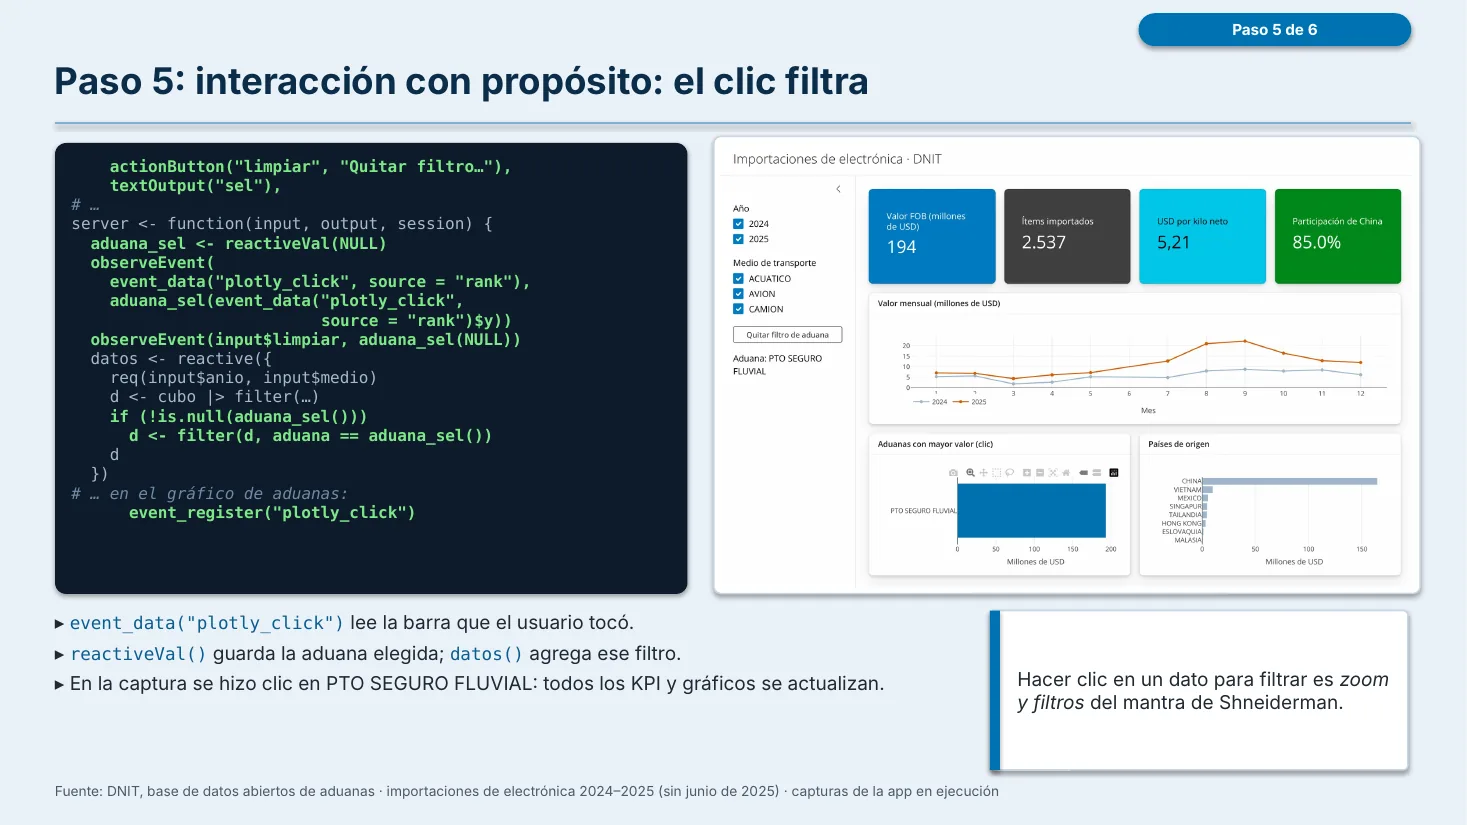 Paso 5 de 6
Paso 5: interacción con propósito: el clic filtra
actionButton("limpiar", "Quitar filtro…"),
textOutput("sel"),
# …
server <- function(input, output, session) {
aduana_sel <- reactiveVal(NULL)
observeEvent(
event_data("plotly_click", source = "rank"),
aduana_sel(event_data("plotly_click",
source = "rank")$y))
observeEvent(input$limpiar, aduana_sel(NULL))
datos <- reactive({
req(input$anio, input$medio)
d <- cubo |> filter(…)
if (!is.null(aduana_sel()))
d <- filter(d, aduana == aduana_sel())
d
})
# … en el gráfico de aduanas:
event_register("plotly_click")
Importaciones de electrónica · DNIT
Año
2024
2025
Medio de transporte
ACUATICO
AVION
CAMION
Quitar filtro de aduana
Aduana: PTO SEGURO
FLUVIAL
Valor FOB (millones
de USD)
194
Ítems importados
2.537
USD por kilo neto
5,21
Participación de China
85.0%
Valor mensual (millones de USD)
20
15
10
5
0
1 2 3 4 5 6 7 8 9 10 11 12
Mes
2024 2025
Aduanas con mayor valor (clic)
PTO SEGURO FLUVIAL
0 50 100 150 200
Millones de USD
Países de origen
CHINA
VIETNAM
MEXICO
SINGAPUR
TAILANDIA
HONG KONG
ESLOVAQUIA
MALASIA
0 50 100 150
Millones de USD
▸ event_data("plotly_click") lee la barra que el usuario tocó.
▸ reactiveVal() guarda la aduana elegida; datos() agrega ese filtro.
▸ En la captura se hizo clic en PTO SEGURO FLUVIAL: todos los KPI y gráficos se actualizan.
Hacer clic en un dato para filtrar es zoom
y filtros del mantra de Shneiderman.
Fuente: DNIT, base de datos abiertos de aduanas · importaciones de electrónica 2024–2025 (sin junio de 2025) · capturas de la app en ejecución